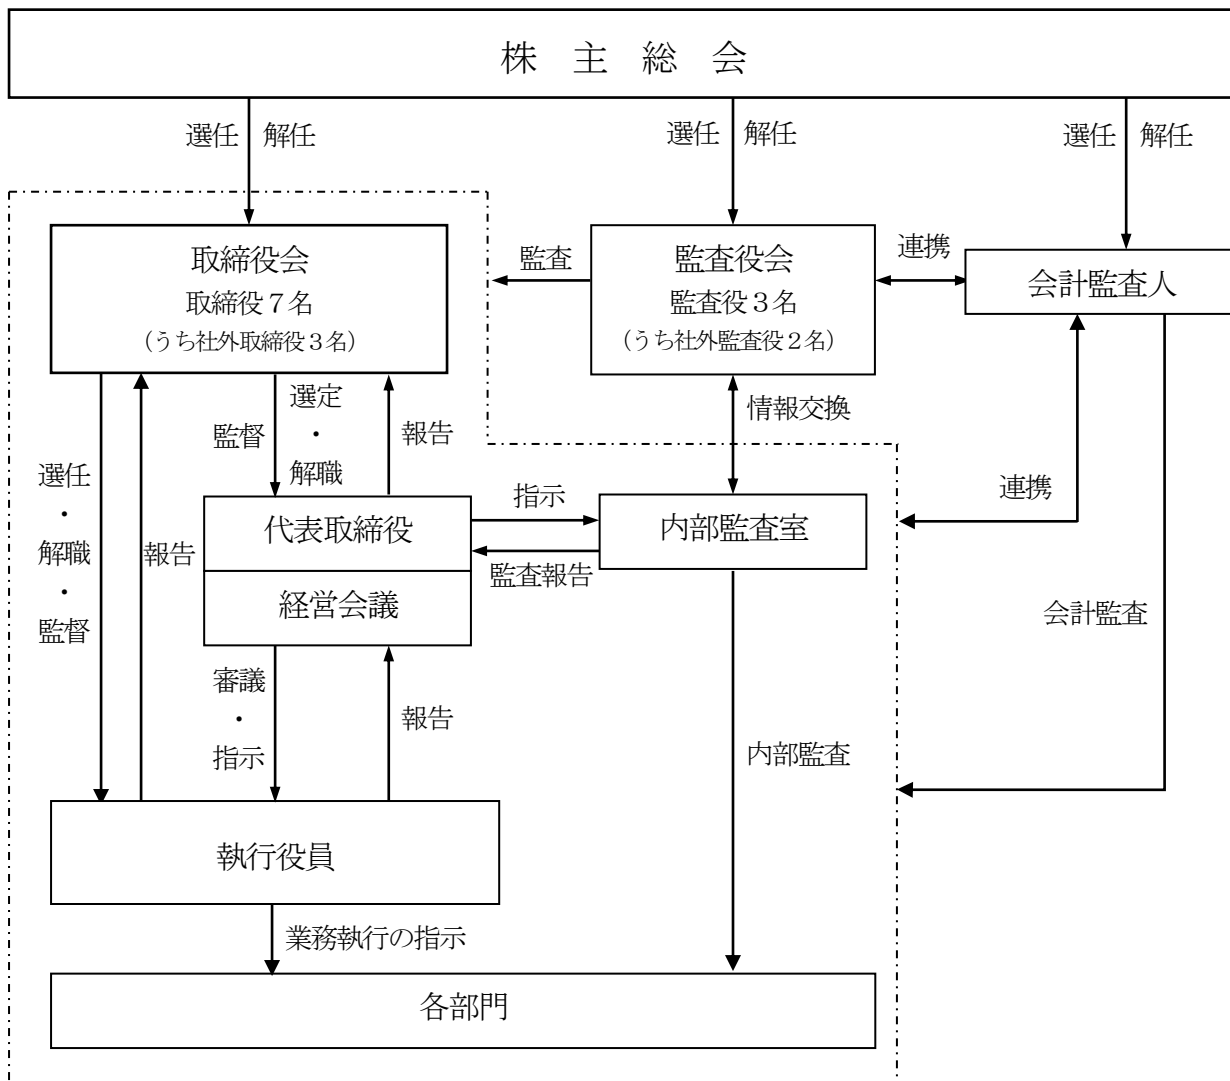 株 主 総 会
選任 解任
選任 解任
選任 解任
取締役会
取締役７名
（うち社外取締役３名）
監査
監査役会
監査役３名
（うち社外監査役２名）
連携
会計監査人
選任
・
解職
・
監督
報告
監督
選定
・
解職
報告
情報交換
連携
代表取締役
経営会議
指示
監査報告
内部監査室
会計監査
審議
・
指示
報告
内部監査
執行役員
業務執行の指示
各部門